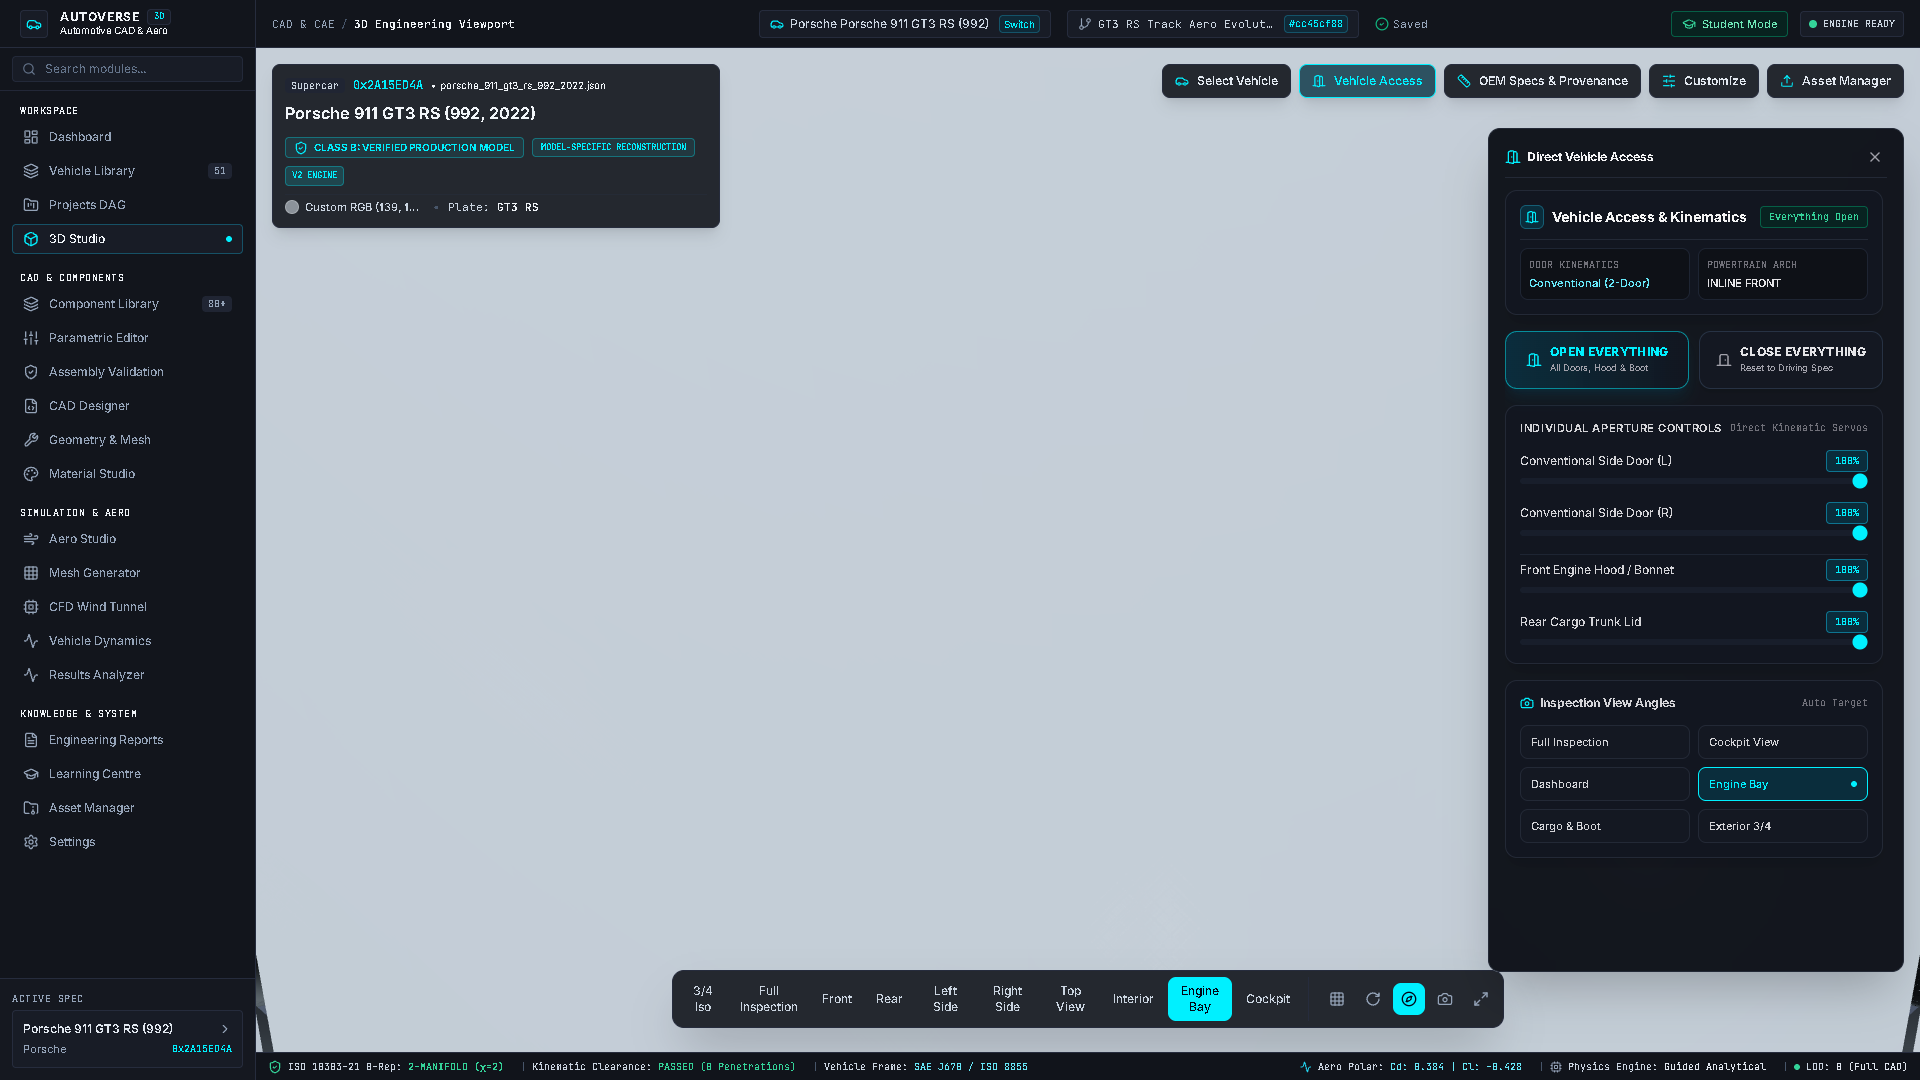 AUTOVERSE 3D
Automotive CAD & Aero
Search modules...
WORKSPACE
Dashboard
Vehicle Library 51
Projects DAG
3D Studio
CAD & COMPONENTS
Component Library 80+
Parametric Editor
Assembly Validation
CAD Designer
Geometry & Mesh
Material Studio
SIMULATION & AERO
Aero Studio
Mesh Generator
CFD Wind Tunnel
Vehicle Dynamics
Results Analyzer
KNOWLEDGE & SYSTEM
Engineering Reports
Learning Centre
Asset Manager
Settings
ACTIVE SPEC
Porsche 911 GT3 RS (992)
Porsche 0x2A15ED4A
CAD & CAE / 3D Engineering Viewport
Porsche Porsche 911 GT3 RS (992) Switch
GT3 RS Track Aero Evolut… #cc45cf88
Saved
Student Mode
ENGINE READY
Supercar 0x2A15ED4A • porsche_911_gt3_rs_992_2022.json
Porsche 911 GT3 RS (992, 2022)
CLASS B: VERIFIED PRODUCTION MODEL
MODEL-SPECIFIC RECONSTRUCTION
V2 ENGINE
Custom RGB (139, 1… • Plate: GT3 RS
Select Vehicle
Vehicle Access
OEM Specs & Provenance
Customize
Asset Manager
Direct Vehicle Access
Vehicle Access & Kinematics Everything Open
DOOR KINEMATICS
Conventional (2-Door)
POWERTRAIN ARCH
INLINE FRONT
OPEN EVERYTHING
All Doors, Hood & Boot
CLOSE EVERYTHING
Reset to Driving Spec
INDIVIDUAL APERTURE CONTROLS Direct Kinematic Servos
Conventional Side Door (L) 100%
Conventional Side Door (R) 100%
Front Engine Hood / Bonnet 100%
Rear Cargo Trunk Lid 100%
Inspection View Angles Auto Target
Full Inspection
Cockpit View
Dashboard
Engine Bay
Cargo & Boot
Exterior 3/4
3/4 Iso
Full Inspection
Front
Rear
Left Side
Right Side
Top View
Interior
Engine Bay
Cockpit
ISO 10303-21 B-Rep: 2-MANIFOLD (χ=2) | Kinematic Clearance: PASSED (0 Penetrations) | Vehicle Frame: SAE J670 / ISO 8855
Aero Polar: Cd: 0.384 | Cl: -0.428 | Physics Engine: Guided Analytical | LOD: 0 (Full CAD)